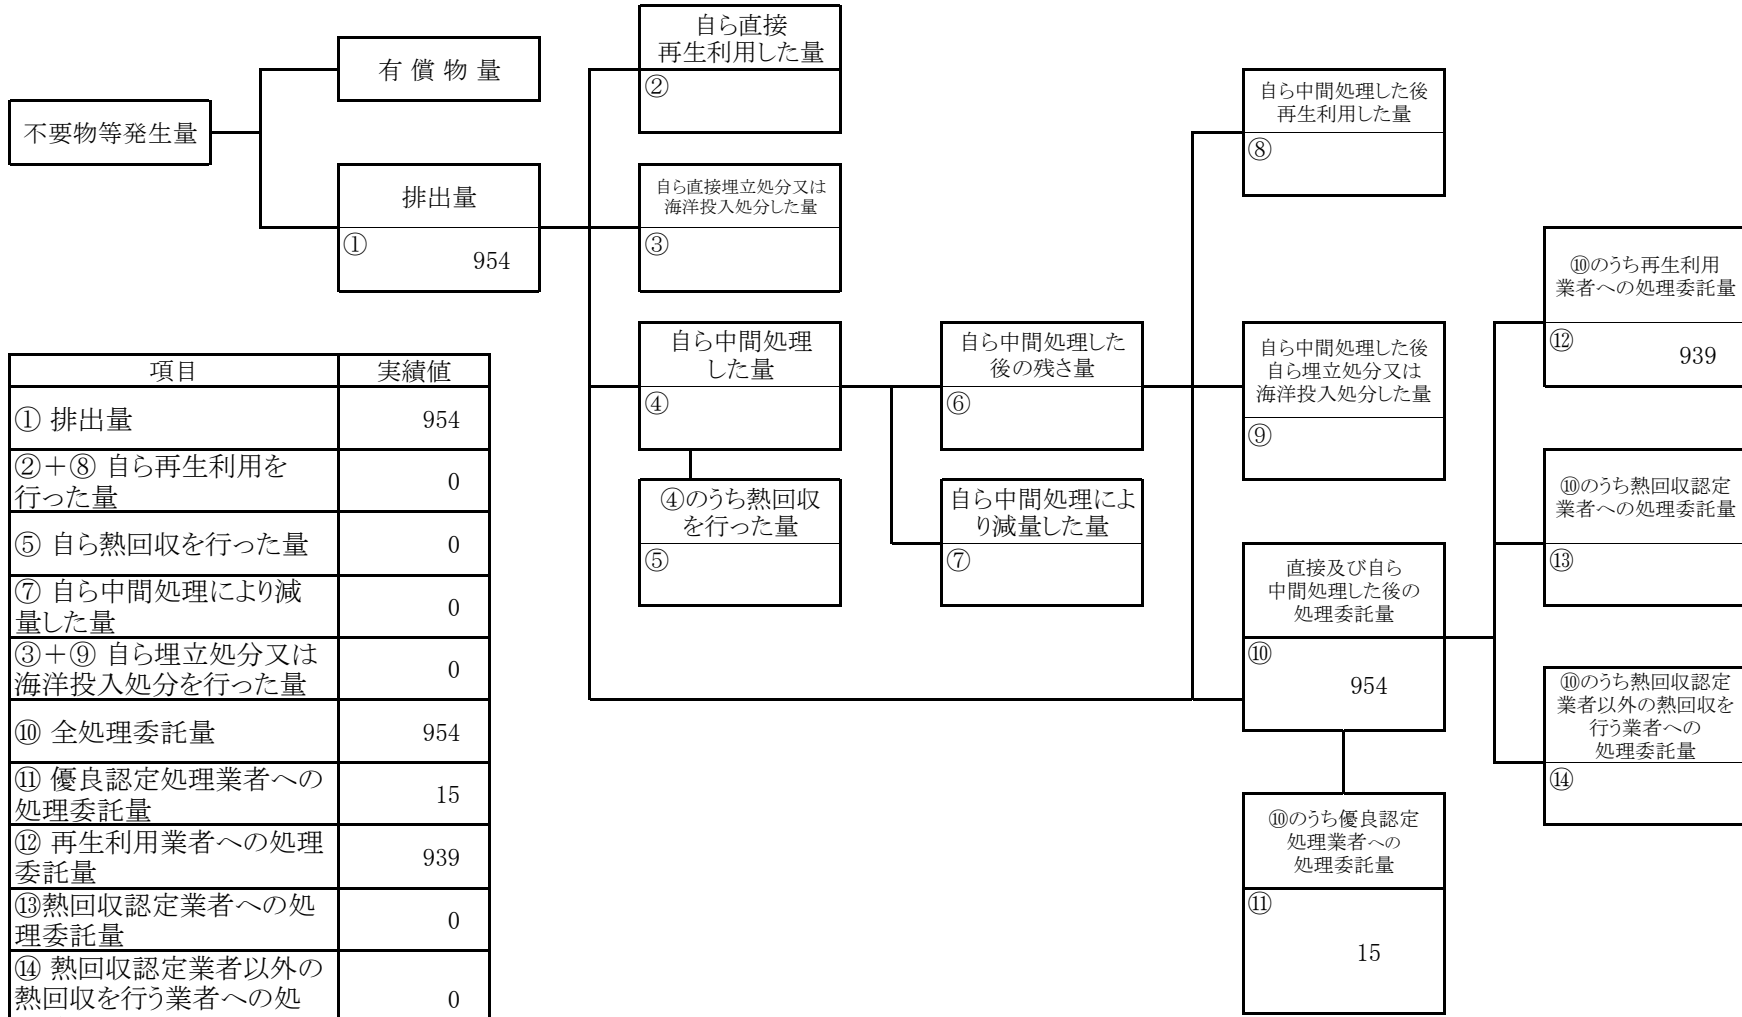 不要物等発生量
有 償 物 量
排出量
①
954
自ら直接
再生利用した量
②
自ら直接埋立処分又は
海洋投入処分した量
③
自ら中間処理
した量
④
④のうち熱回収
を行った量
⑤
自ら中間処理した
後の残さ量
⑥
自ら中間処理によ
り減量した量
⑦
自ら中間処理した後
再生利用した量
⑧
自ら中間処理した後
自ら埋立処分又は
海洋投入処分した量
⑨
直接及び自ら
中間処理した後の
処理委託量
⑩
954
⑩のうち優良認定
処理業者への
処理委託量
⑪
15
⑩のうち再生利用
業者への処理委託量
⑫
939
⑩のうち熱回収認定
業者への処理委託量
⑬
⑩のうち熱回収認定
業者以外の熱回収を
行う業者への
処理委託量
⑭
項目 実績値
① 排出量 954
②+⑧ 自ら再生利用を
行った量 0
⑤ 自ら熱回収を行った量 0
⑦ 自ら中間処理により減
量した量 0
③+⑨ 自ら埋立処分又は
海洋投入処分を行った量 0
⑩ 全処理委託量 954
⑪ 優良認定処理業者への
処理委託量 15
⑫ 再生利用業者への処理
委託量 939
⑬熱回収認定業者への処
理委託量 0
⑭ 熱回収認定業者以外の
熱回収を行う業者への処 0